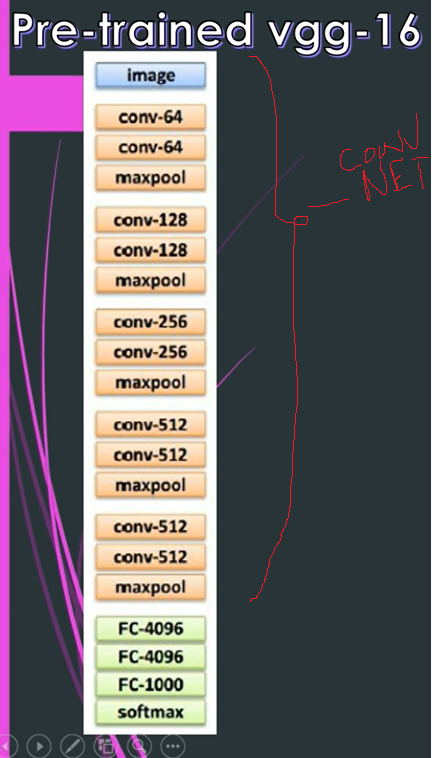 Pre-trained vgg-16
image
conv-64
conv-64
maxpool
conv-128
conv-128
maxpool
conv-256
conv-256
maxpool
conv-512
conv-512
maxpool
conv-512
conv-512
maxpool
FC-4096
FC-4096
FC-1000
softmax
CONV
NET